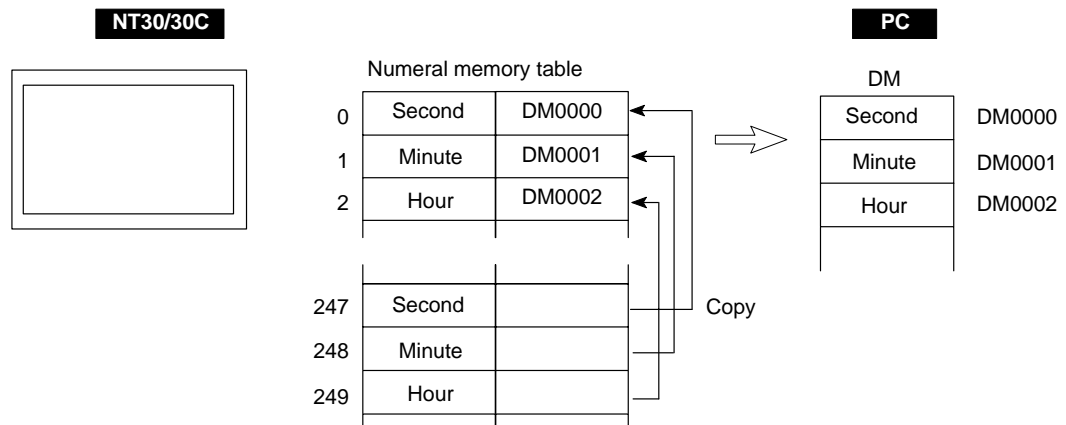 NT30/30C
PC
Numeral memory table
DM
0 Second DM0000
1 Minute DM0001
2 Hour DM0002
Second DM0000
Minute DM0001
Hour DM0002
247 Second
248 Minute
249 Hour
Copy